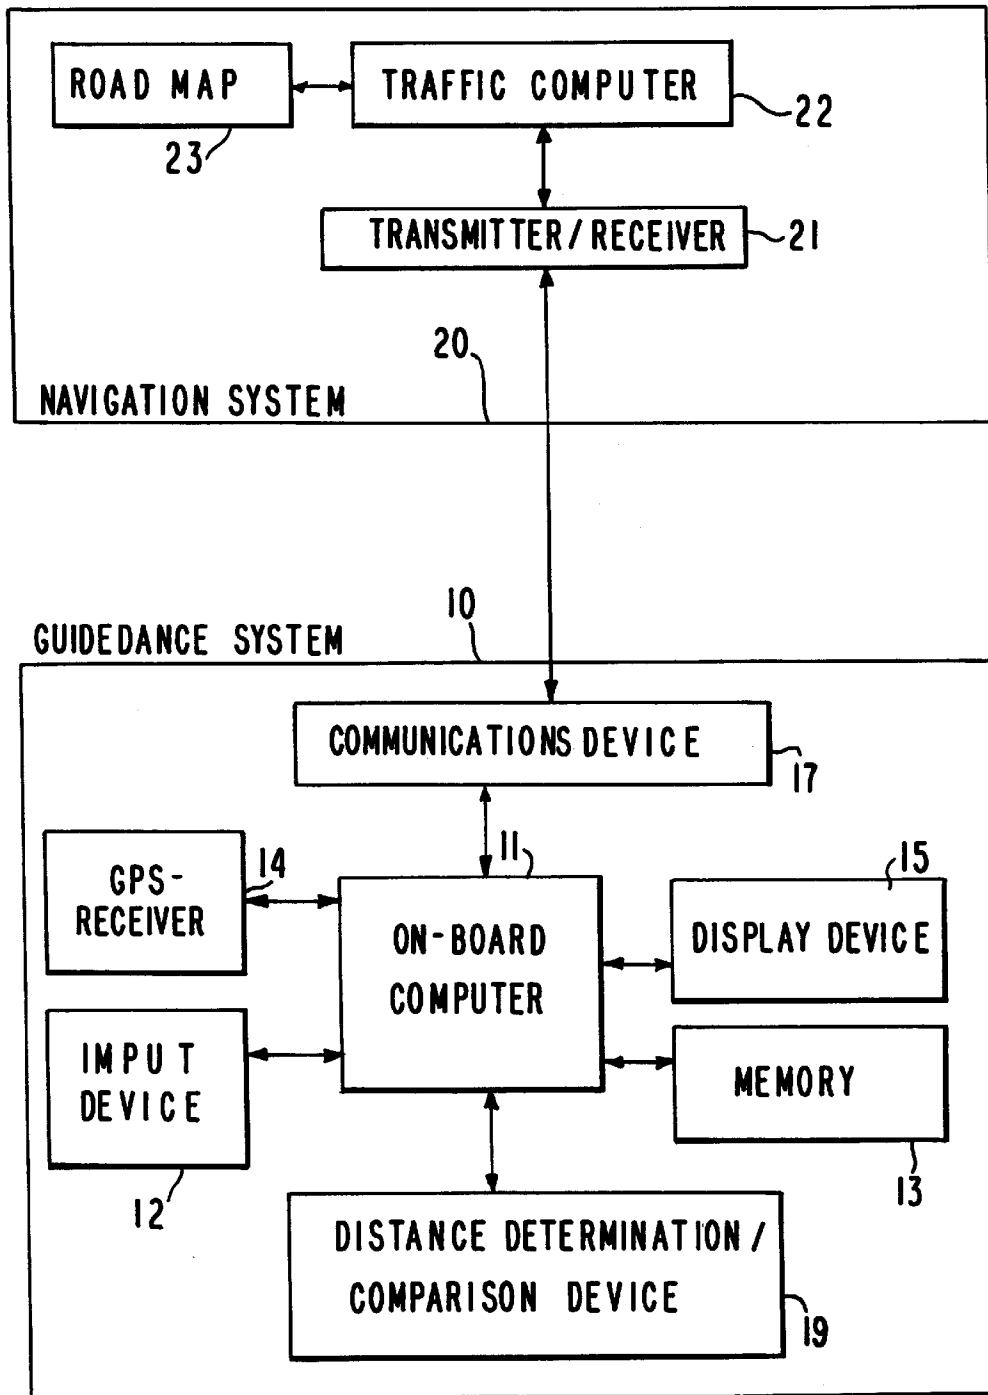 ROAD MAP
TRAFFIC COMPUTER
22
23
TRANSMITTER/RECEIVER
21
20
NAVIGATION SYSTEM
10
GUIDEDANCE SYSTEM
COMMUNICATIONS DEVICE
17
11
14
15
GPS-
RECEIVER
ON-BOARD
COMPUTER
DISPLAY DEVICE
IMPUT
DEVICE
MEMORY
12
13
DISTANCE DETERMINATION/
COMPARISON DEVICE
19